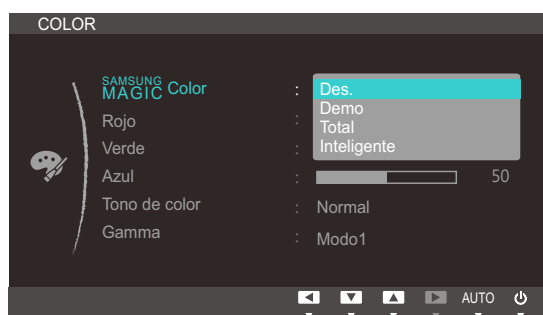 COLOR
SAMSUNG MAGIC Color : Des.
Demo
Rojo : Total
Verde : Inteligente
Azul : 50
Tono de color : Normal
Gamma : Modo1
AUTO